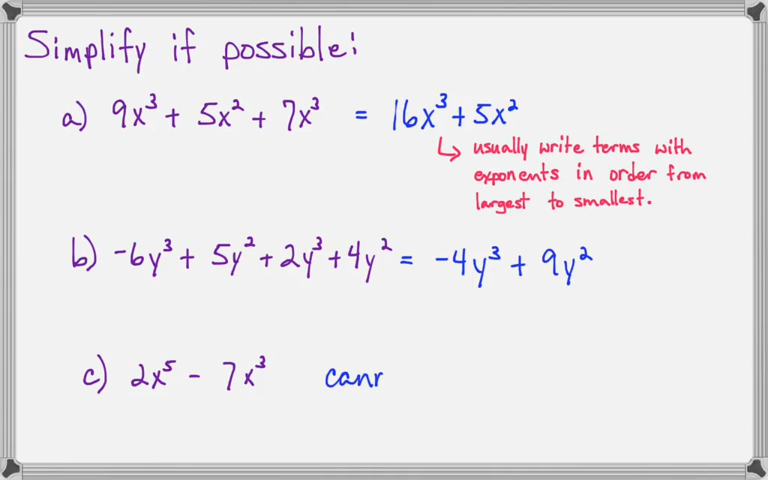 Simplify if possible:
a) 9x³ + 5x² + 7x³ = 16x³ + 5x²
↳ usually write terms with
exponents in order from
largest to smallest.
b) -6y³ + 5y² + 2y³ + 4y² = -4y³ + 9y²
c) 2x⁵ - 7x³ canr